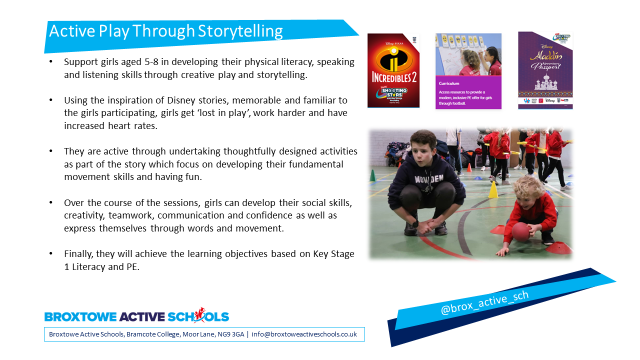 Active Play Through Storytelling
• Support girls aged 5-8 in developing their physical literacy, speaking
and listening skills through creative play and storytelling.
• Using the inspiration of Disney stories, memorable and familiar to
the girls participating, girls get 'lost in play', work harder and have
increased heart rates.
• They are active through undertaking thoughtfully designed activities
as part of the story which focus on developing their fundamental
movement skills and having fun.
• Over the course of the sessions, girls can develop their social skills,
creativity, teamwork, communication and confidence as well as
express themselves through words and movement.
• Finally, they will achieve the learning objectives based on Key Stage
1 Literacy and PE.
INCREDIBLES 2
SHOOTING
STARS
Curriculum
Access resources to provide a
modern, inclusive PE offer for girls
through football.
Disney
Aladdin
Passport
BROXTOWE ACTIVE SCHOOLS
Broxtowe Active Schools, Bramcote College, Moor Lane, NG9 3GA | info@broxtoweactiveschools.co.uk
@brox_active_sch